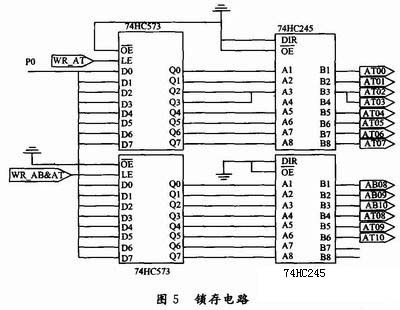 74HC573 74HC245
WR_AT OE DIR
LE OE
P0 D0 Q0 A1 B1 AT00
D1 Q1 A2 B2 AT01
D2 Q2 A3 B3 AT02
D3 Q3 A4 B4 AT03
D4 Q4 A5 B5 AT04
D5 Q5 A6 B6 AT05
D6 Q6 A7 B7 AT06
D7 Q7 A8 B8 AT07
OE DIR
WR_AB&AT LE OE
D0 Q0 A1 B1 AB08
D1 Q1 A2 B2 AB09
D2 Q2 A3 B3 AB10
D3 Q3 A4 B4 AT08
D4 Q4 A5 B5 AT09
D5 Q5 A6 B6 AT10
D6 Q6 A7 B7
D7 Q7 A8 B8
74HC573 74HC245
图 5 锁存电路